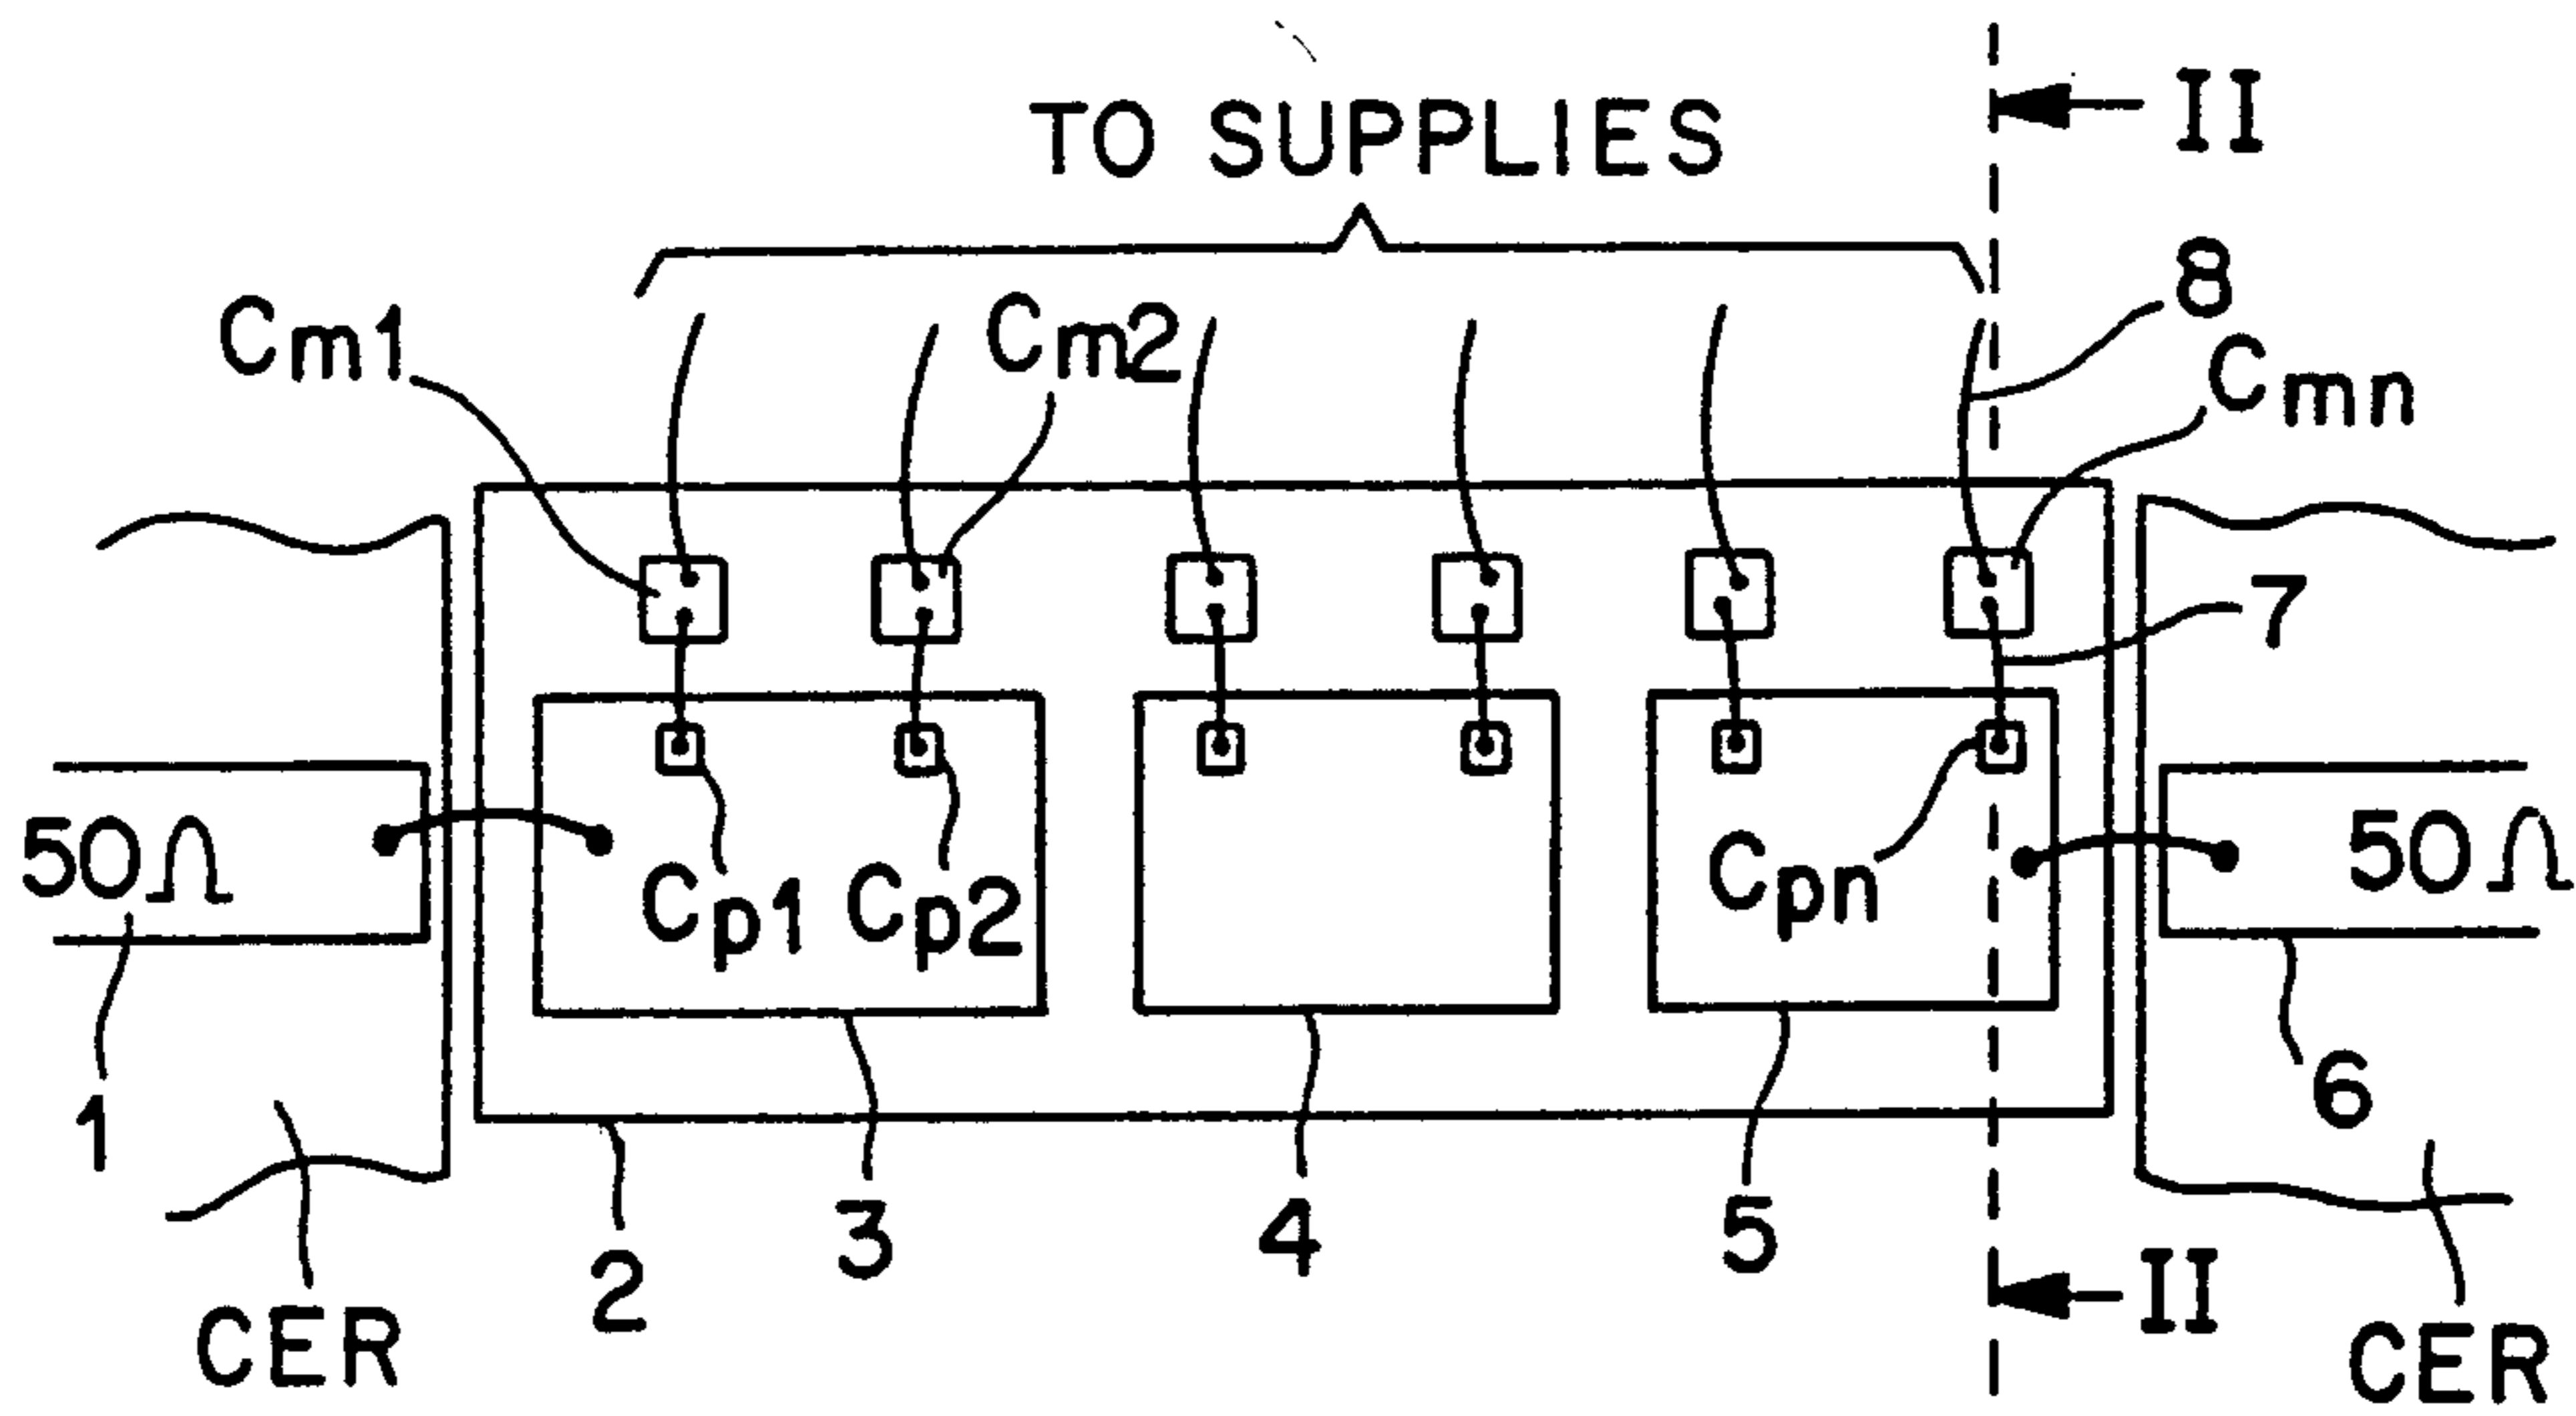 TO SUPPLIES
II
8
Cm1
Cm2
Cmn
7
50Ω
Cp1
Cp2
Cpn
50Ω
1
2
3
4
5
6
II
CER
CER